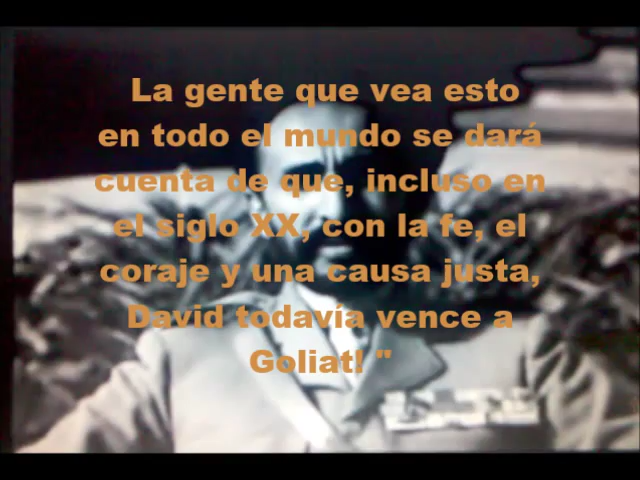 La gente que vea esto
en todo el mundo se dará
cuenta de que, incluso en
el siglo XX, con la fe, el
coraje y una causa justa,
David todavía vence a
Goliat! "